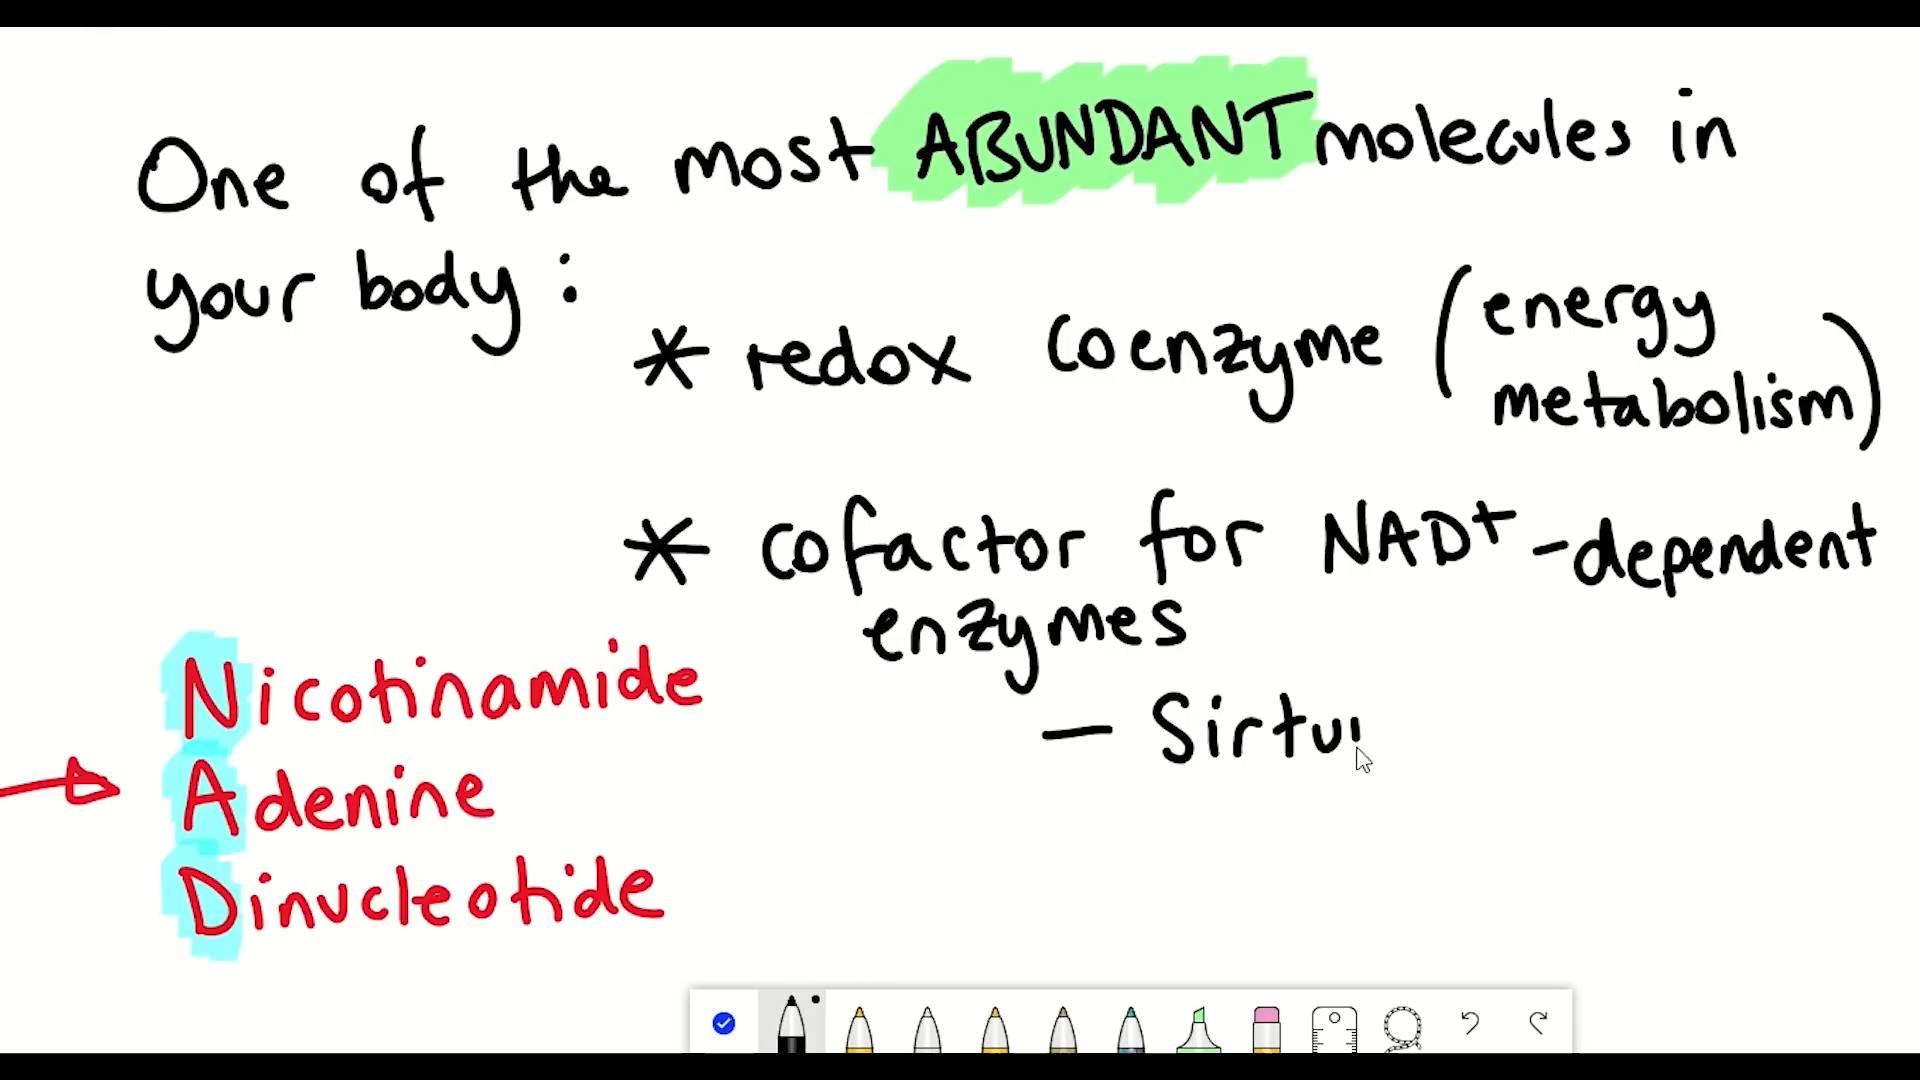 One of the most ABUNDANT molecules in
your body :
* redox coenzyme (energy
metabolism)
* cofactor for NAD+ -dependent
enzymes
- Sirtui
Nicotinamide
Adenine
Dinucleotide